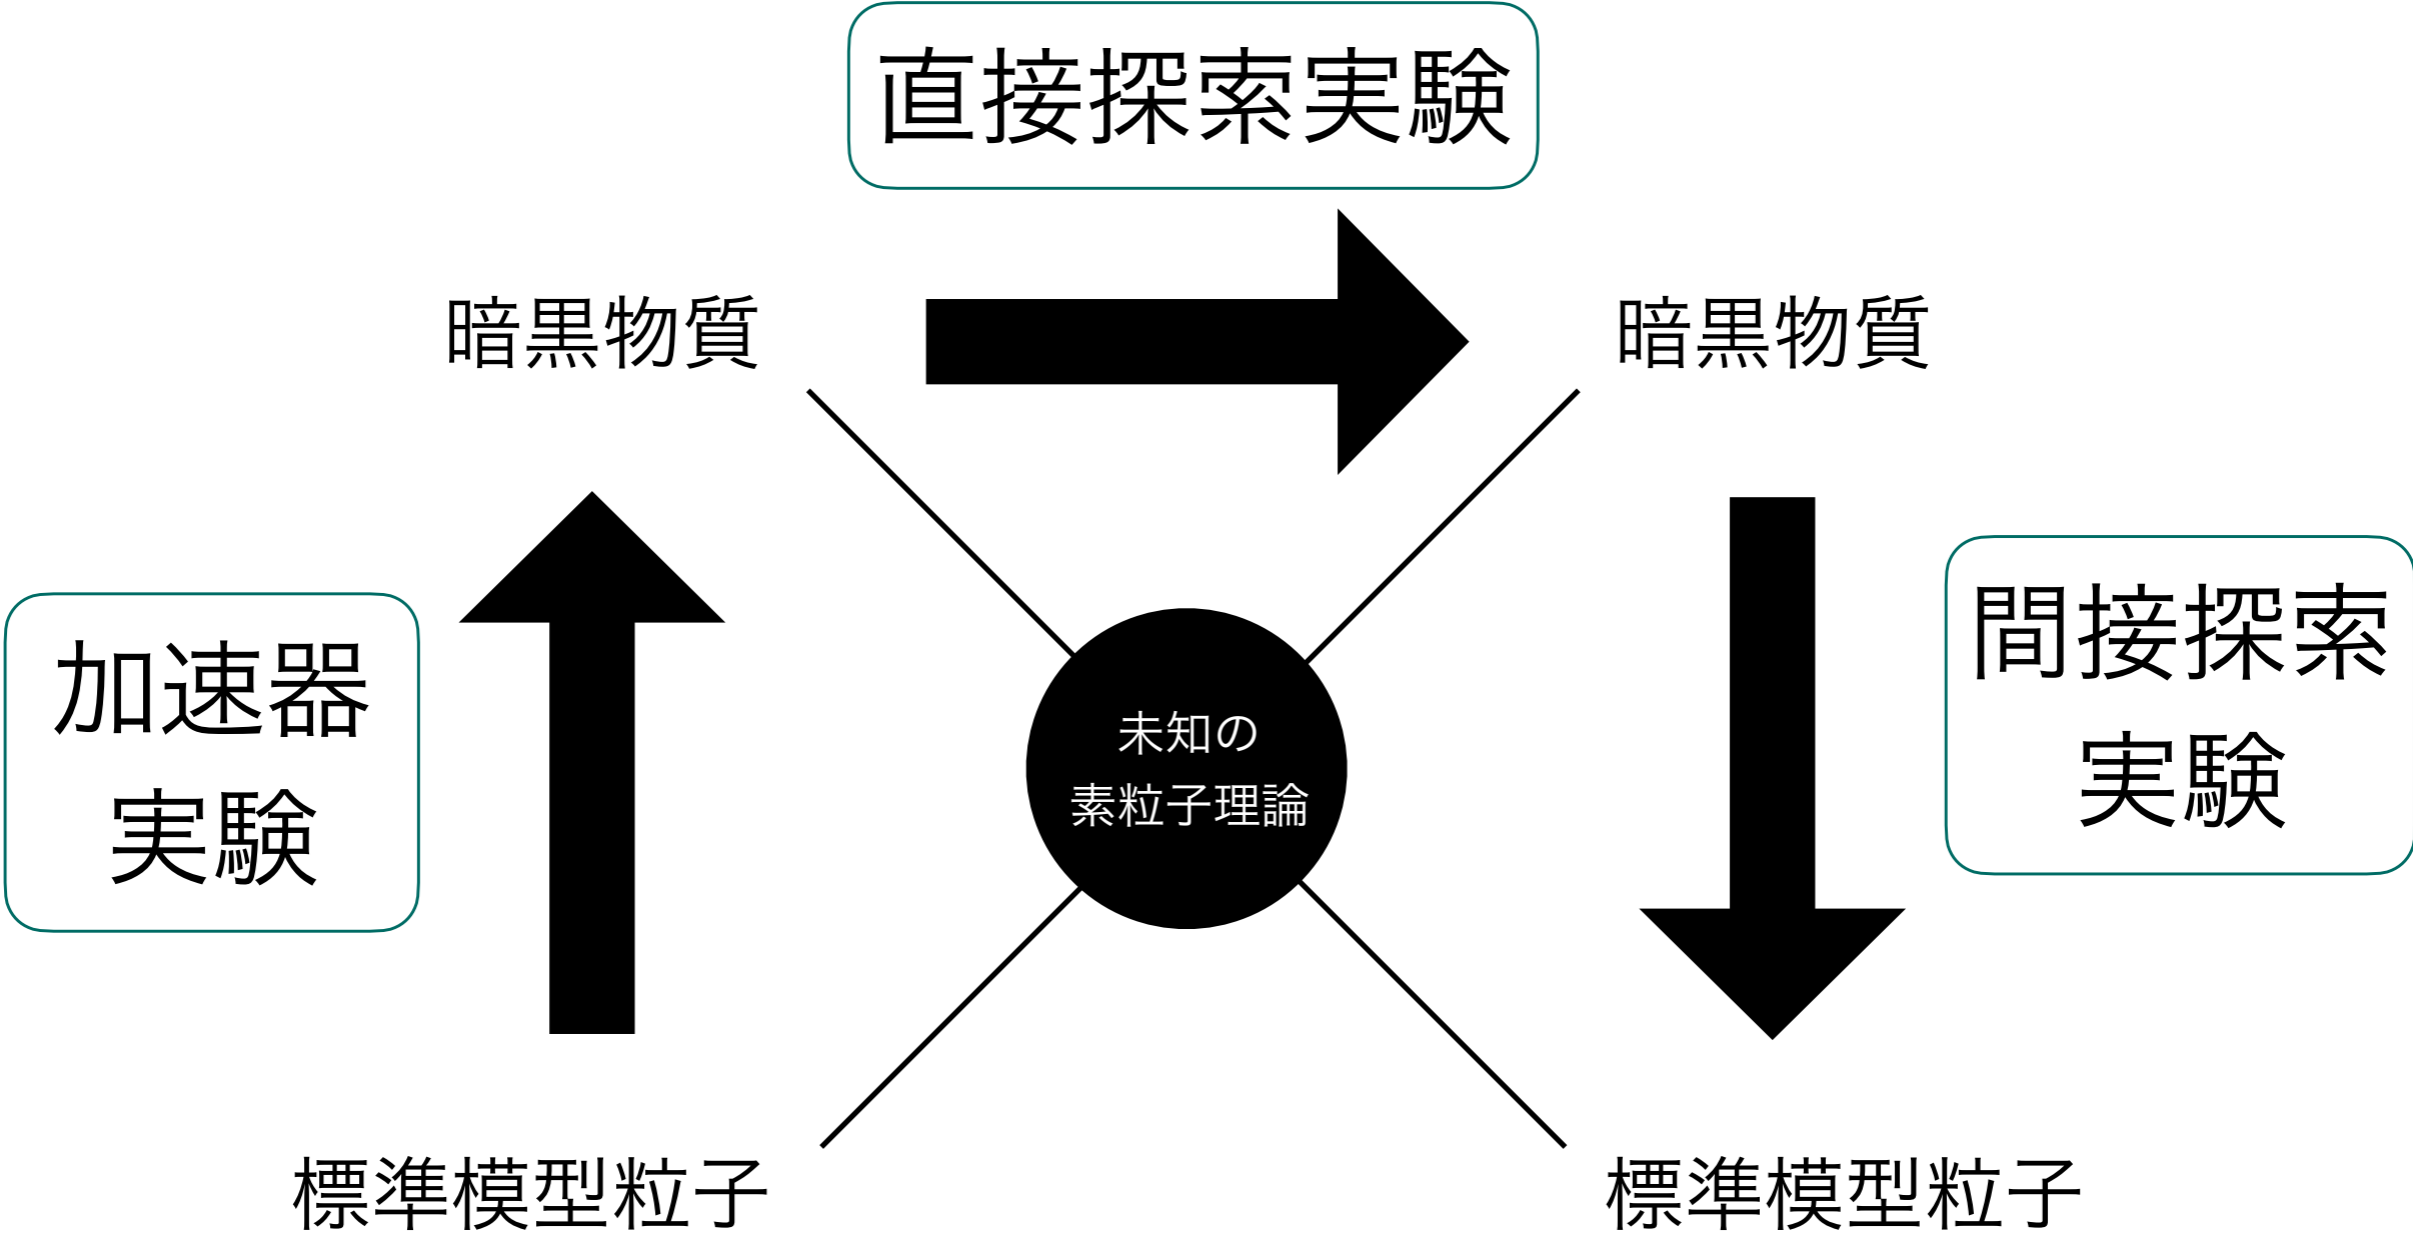 直接探索実験
暗黒物質
暗黒物質
加速器
実験
未知の
素粒子理論
間接探索
実験
標準模型粒子
標準模型粒子